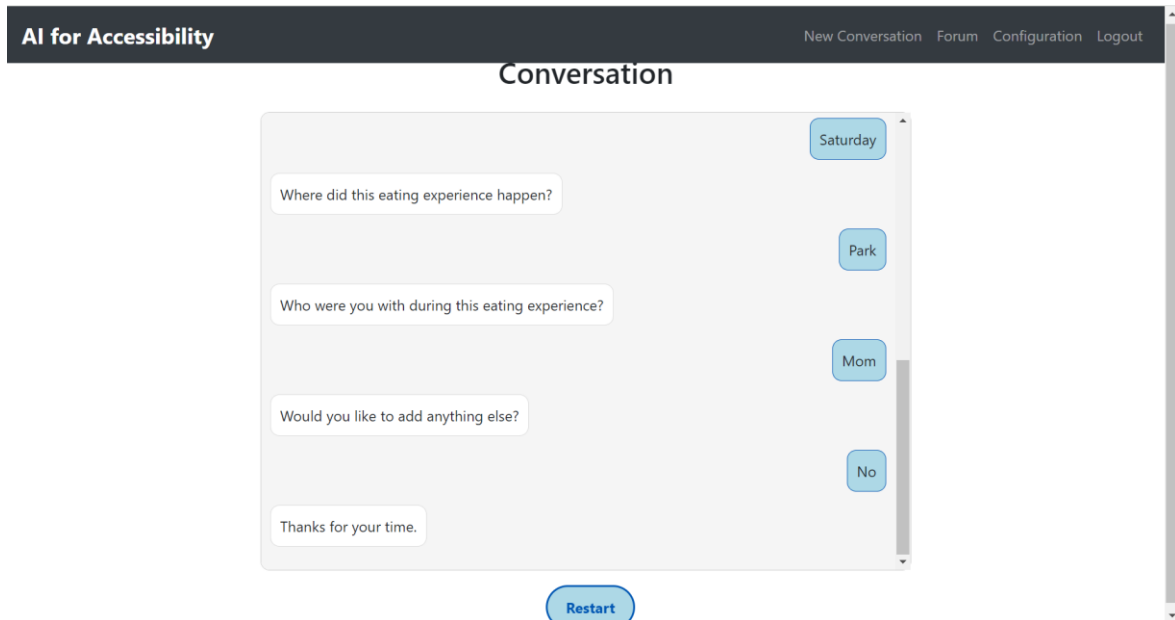 AI for Accessibility
New Conversation Forum Configuration Logout
Conversation
Saturday
Where did this eating experience happen?
Park
Who were you with during this eating experience?
Mom
Would you like to add anything else?
No
Thanks for your time.
Restart